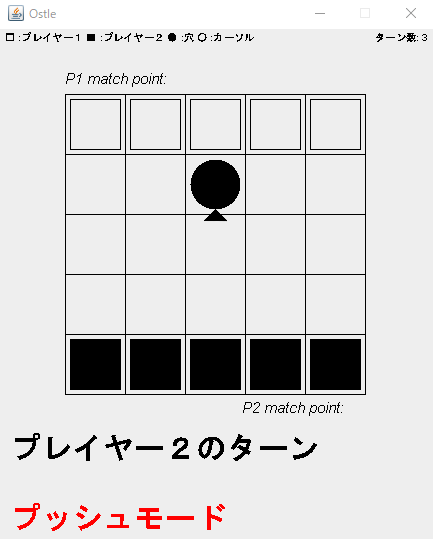 Ostle
□ :プレイヤー1 ■ :プレイヤー2 ● :穴 ○ :カーソル ターン数: 3
P1 match point:
P2 match point:
プレイヤー2のターン
プッシュモード